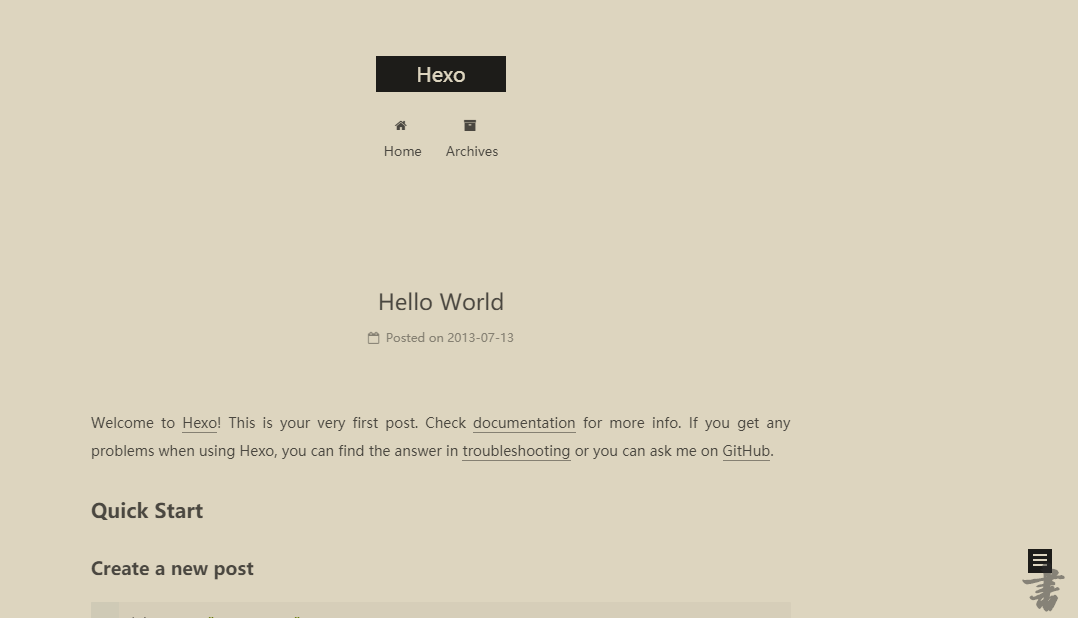 Hexo
Home Archives
Hello World
Posted on 2013-07-13
Welcome to Hexo! This is your very first post. Check documentation for more info. If you get any
problems when using Hexo, you can find the answer in troubleshooting or you can ask me on GitHub.
Quick Start
Create a new post
書